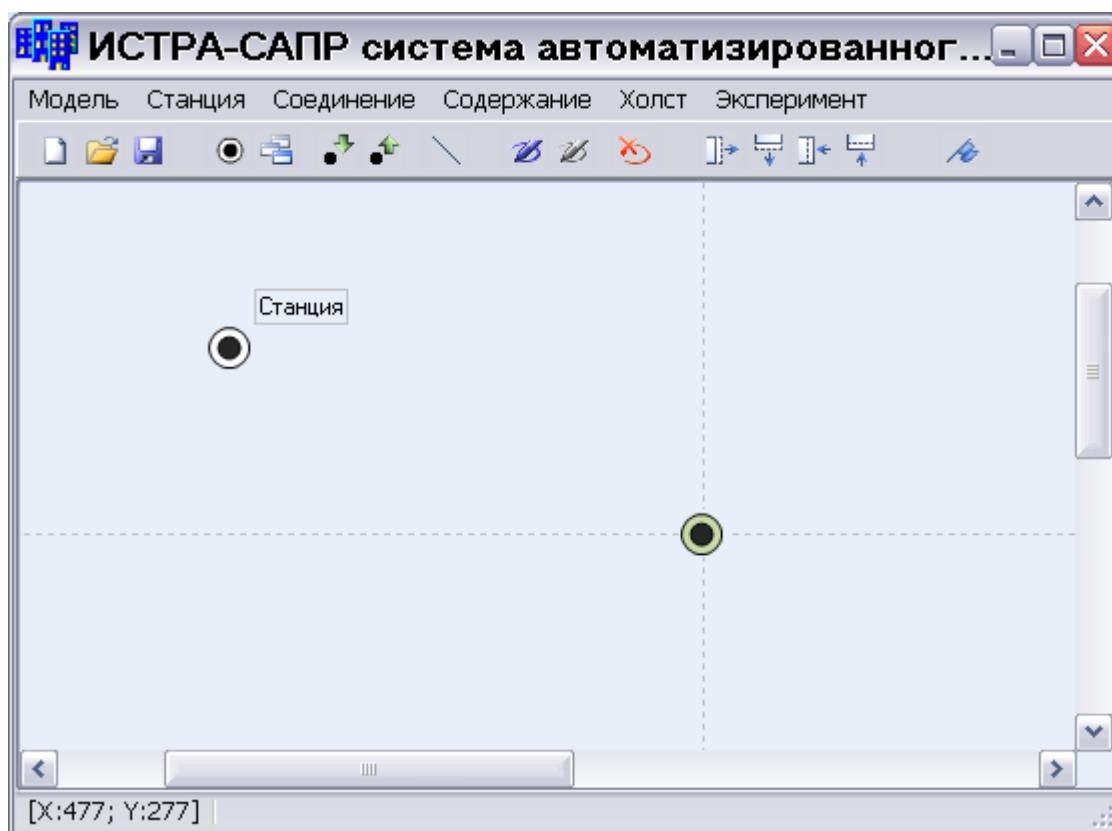 ИСТРА-САПР система автоматизированног...
Модель Станция Соединение Содержание Холст Эксперимент
Станция
[X:477; Y:277]